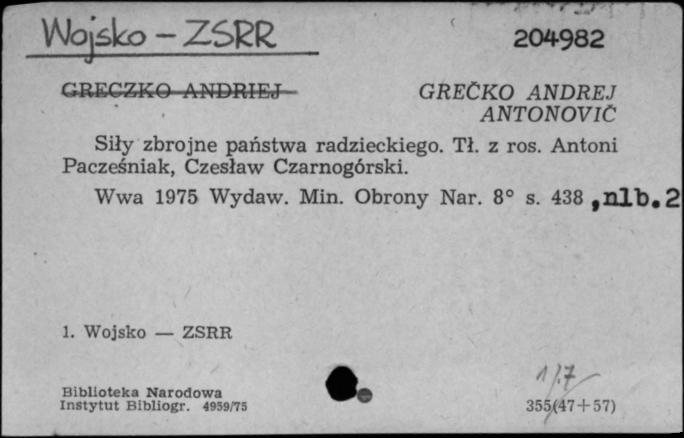 Wojsko – ZSRR
204982
GRECZKO ANDRIEJ
GREČKO ANDREJ
ANTONOVIČ
Siły zbrojne państwa radzieckiego. Tł. z ros. Antoni
Pacześniak, Czesław Czarnogórski.
Wwa 1975 Wydaw. Min. Obrony Nar. 8° s. 438 ,nlb.2
1. Wojsko — ZSRR
1/7
Biblioteka Narodowa
Instytut Bibliogr. 4959/75
355(47+57)